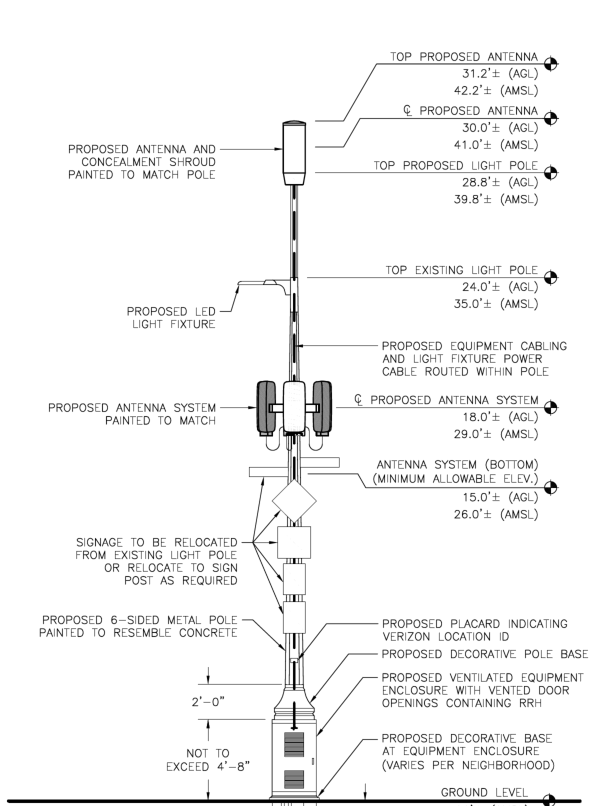 TOP PROPOSED ANTENNA
31.2'± (AGL)
42.2'± (AMSL)
℄ PROPOSED ANTENNA
30.0'± (AGL)
41.0'± (AMSL)
PROPOSED ANTENNA AND
CONCEALMENT SHROUD
PAINTED TO MATCH POLE
TOP PROPOSED LIGHT POLE
28.8'± (AGL)
39.8'± (AMSL)
TOP EXISTING LIGHT POLE
24.0'± (AGL)
35.0'± (AMSL)
PROPOSED LED
LIGHT FIXTURE
PROPOSED EQUIPMENT CABLING
AND LIGHT FIXTURE POWER
CABLE ROUTED WITHIN POLE
PROPOSED ANTENNA SYSTEM
PAINTED TO MATCH
℄ PROPOSED ANTENNA SYSTEM
18.0'± (AGL)
29.0'± (AMSL)
ANTENNA SYSTEM (BOTTOM)
(MINIMUM ALLOWABLE ELEV.)
15.0'± (AGL)
26.0'± (AMSL)
SIGNAGE TO BE RELOCATED
FROM EXISTING LIGHT POLE
OR RELOCATE TO SIGN
POST AS REQUIRED
PROPOSED 6-SIDED METAL POLE
PAINTED TO RESEMBLE CONCRETE
PROPOSED PLACARD INDICATING
VERIZON LOCATION ID
PROPOSED DECORATIVE POLE BASE
PROPOSED VENTILATED EQUIPMENT
ENCLOSURE WITH VENTED DOOR
OPENINGS CONTAINING RRH
2'-0"
NOT TO
EXCEED 4'-8"
PROPOSED DECORATIVE BASE
AT EQUIPMENT ENCLOSURE
(VARIES PER NEIGHBORHOOD)
GROUND LEVEL